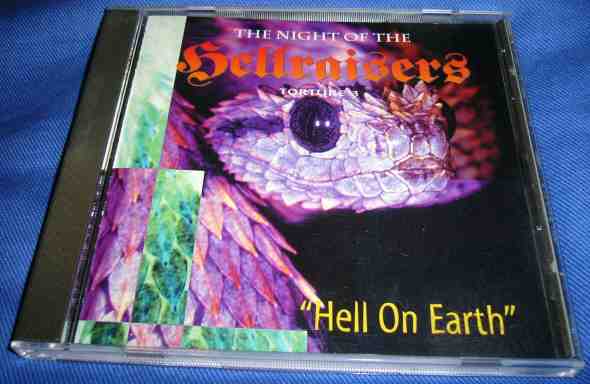 THE NIGHT OF THE
Hellraisers
TORTURE 3
"Hell On Earth"